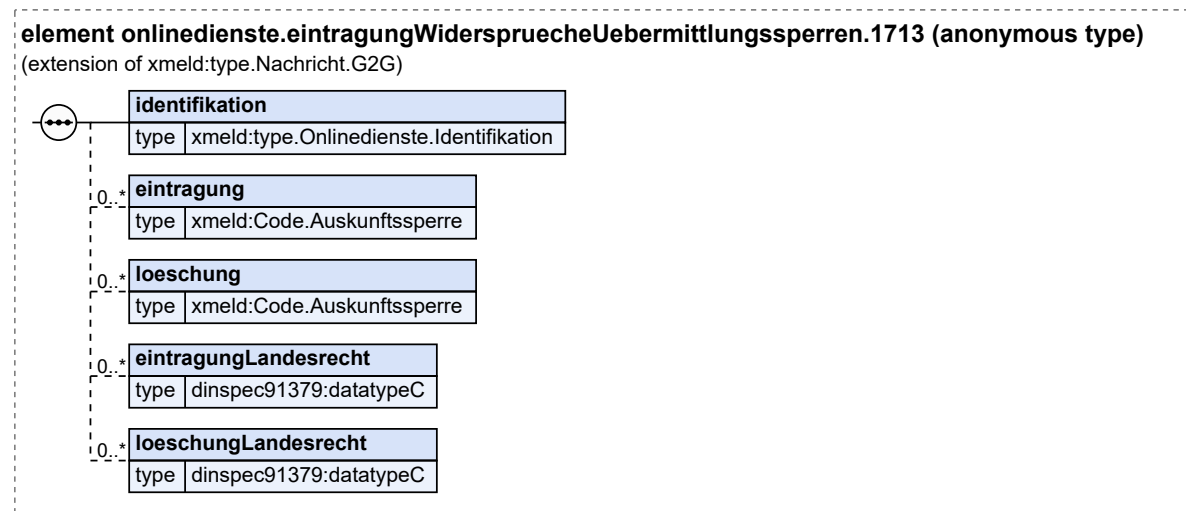 element onlinedienste.eintragungWiderspruecheUebermittlungssperren.1713 (anonymous type)
(extension of xmeld:type.Nachricht.G2G)
identifikation
type xmeld:type.Onlinedienste.Identifikation
0..* eintragung
type xmeld:Code.Auskunftssperre
0..* loeschung
type xmeld:Code.Auskunftssperre
0..* eintragungLandesrecht
type dinspec91379:datatypeC
0..* loeschungLandesrecht
type dinspec91379:datatypeC